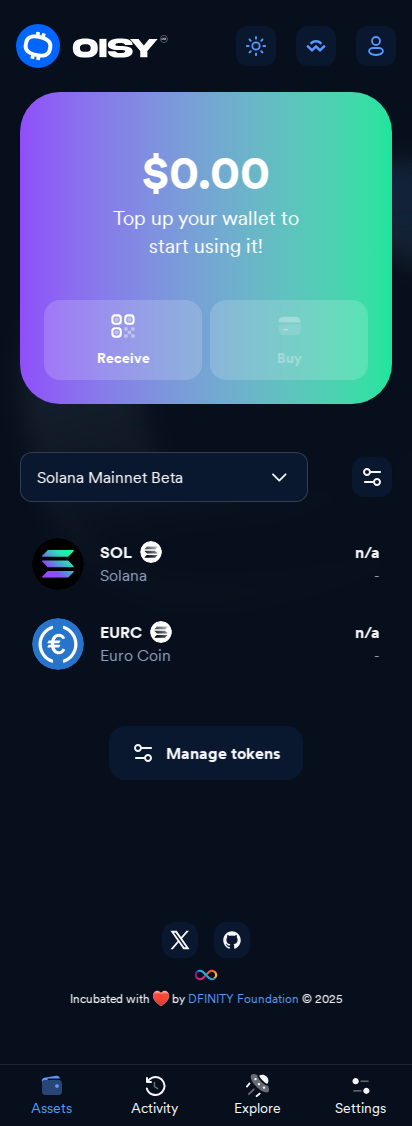 OISY
$0.00
Top up your wallet to
start using it!
Receive
Buy
Solana Mainnet Beta
SOL
n/a
Solana
-
EURC
n/a
Euro Coin
-
Manage tokens
Incubated with ❤️ by DFINITY Foundation © 2025
Assets
Activity
Explore
Settings